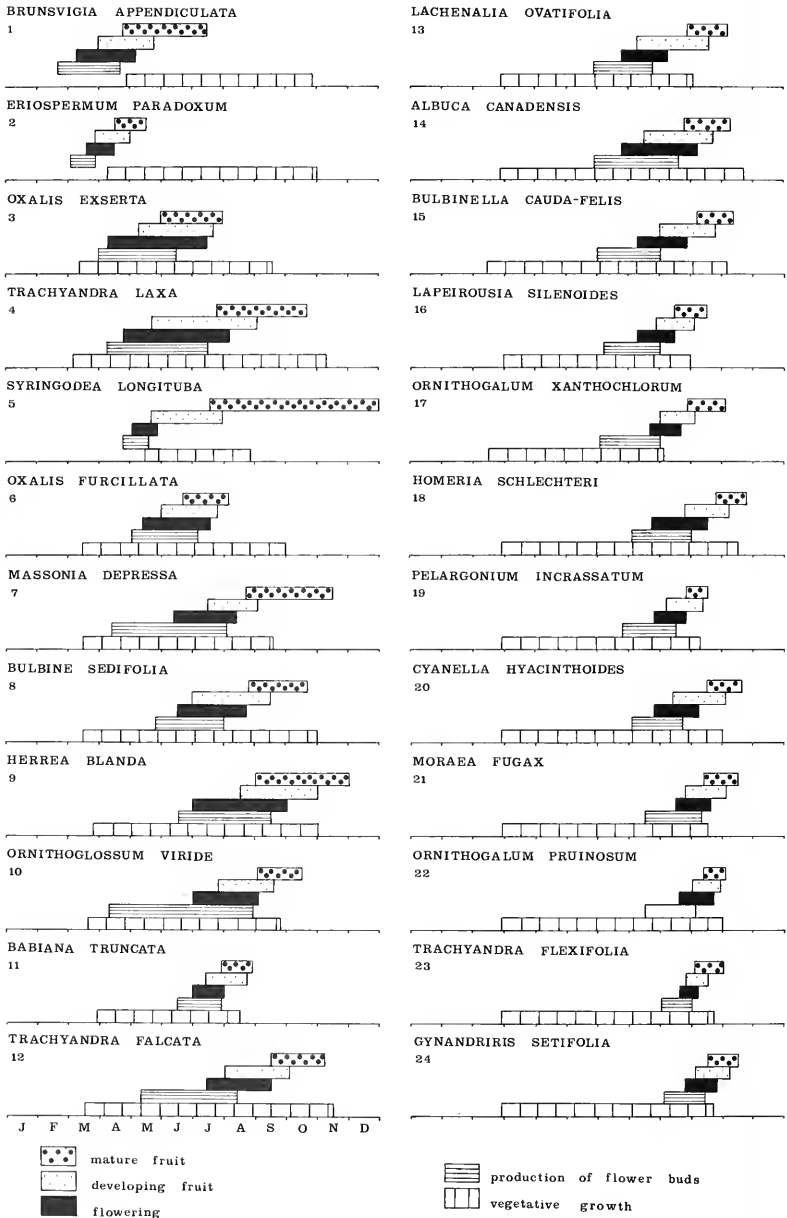 BRUNSVIGIA APPENDICULATA
1
ERIOSPERMUM PARADOXUM
2
OXALIS EXSERTA
3
TRACHYANDRA LAXA
4
SYRINGODEA LONGITUBA
5
OXALIS FURCILLATA
6
MASSONIA DEPRESSA
7
BULBINE SEDIFOLIA
8
HERREA BLANDA
9
ORNITHOGLOSSUM VIRIDE
10
BABIANA TRUNCATA
11
TRACHYANDRA FALCATA
12
J F M A M J J A S O N D
mature fruit
developing fruit
flowering
LACHENALIA OVATIFOLIA
13
ALBUCA CANADENSIS
14
BULBINELLA CAUDA-FELIS
15
LAPEIROUSIA SILENOIDES
16
ORNITHOGALUM XANTHOCHLORUM
17
HOMERIA SCHLECHTERI
18
PELARGONIUM INCRASSATUM
19
CYANELLA HYACINTHOIDES
20
MORAEA FUGAX
21
ORNITHOGALUM PRUINOSUM
22
TRACHYANDRA FLEXIFOLIA
23
GYNANDRIRIS SETIFOLIA
24
production of flower buds
vegetative growth